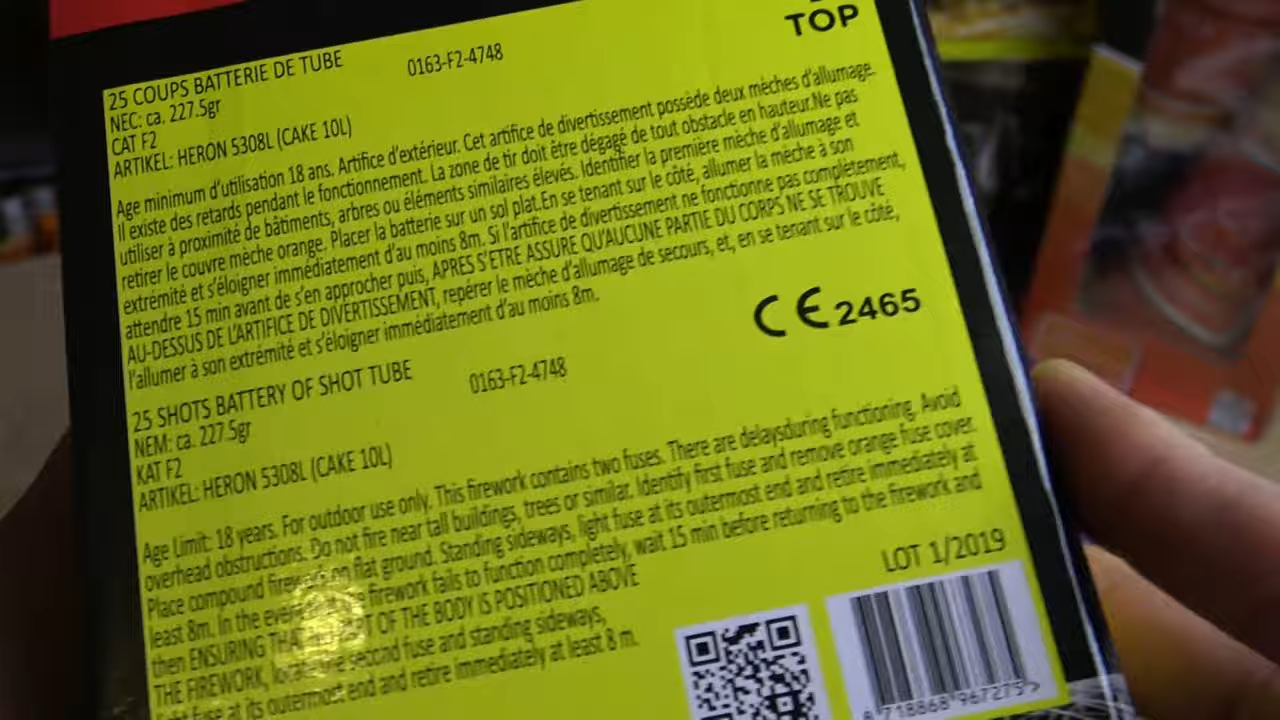 TOP
25 COUPS BATTERIE DE TUBE 0163-F2-4748
NEC: ca. 227.5gr
CAT F2
ARTIKEL: HERON 5308L (CAKE 10L)
Age minimum d'utilisation 18 ans. Artifice d'extérieur. Cet artifice de divertissement possède deux mèches d'allumage.
Il existe des retards pendant le fonctionnement. La zone de tir doit être dégagé de tout obstacle en hauteur.Ne pas
utiliser à proximité de bâtiments, arbres ou éléments similaires élevés. Identifier la première mèche d'allumage et
retirer le couvre mèche orange. Placer la batterie sur un sol plat.En se tenant sur le côté, allumer la mèche à son
extrémité et s'éloigner immédiatement d'au moins 8m. Si l'artifice de divertissement ne fonctionne pas complètement,
attendre 15 min avant de s'en approcher puis, APRES S'ETRE ASSURE QU'AUCUNE PARTIE DU CORPS NE SE TROUVE
AU-DESSUS DE L'ARTIFICE DE DIVERTISSEMENT, repérer le mèche d'allumage de secours, et, en se tenant sur le côté,
l'allumer à son extrémité et s'éloigner immédiatement d'au moins 8m.
CE 2465
25 SHOTS BATTERY OF SHOT TUBE 0163-F2-4748
NEM: ca. 227.5gr
KAT F2
ARTIKEL: HERON 5308L (CAKE 10L)
Age Limit: 18 years. For outdoor use only. This firework contains two fuses. There are delaysduring functioning. Avoid
overhead obstructions. Do not fire near tall buildings, trees or similar. Identify first fuse and remove orange fuse cover.
Place compound firework on flat ground. Standing sideways, light fuse at its outermost end and retire immediately at
least 8m. In the event the firework fails to function completely, wait 15 min before returning to the firework and
then ENSURING THAT NO PART OF THE BODY IS POSITIONED ABOVE
THE FIREWORK, locate the second fuse and standing sideways,
light fuse at its outermost end and retire immediately at least 8 m.
LOT 1/2019
8 718868 967275 >